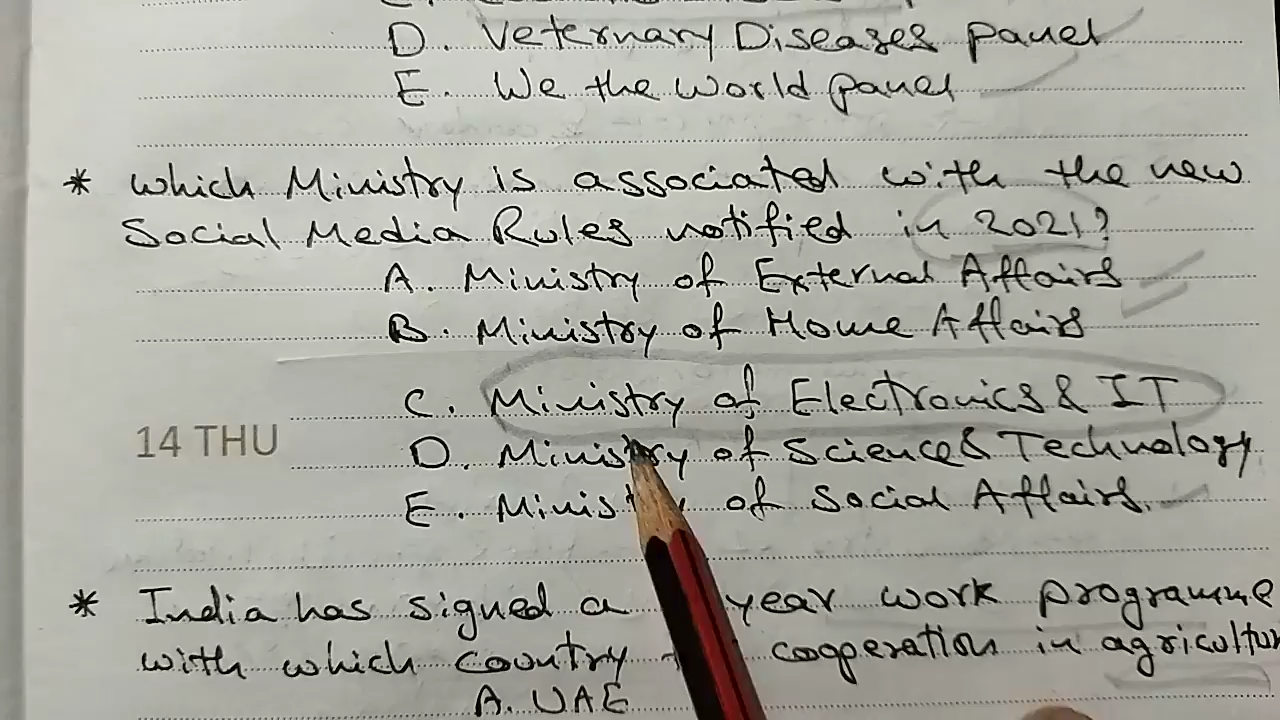 D. Veternary Diseases panel
E. We the World panel
* Which Ministry is associated with the new
Social Media Rules notified in 2021?
A. Ministry of External Affairs
B. Ministry of Home Affairs
C. Ministry of Electronics & IT
14 THU
D. Ministry of Science & Technology
E. of Social Affairs.
* India has signed a year work programme
with which country cooperation in
A. UAE